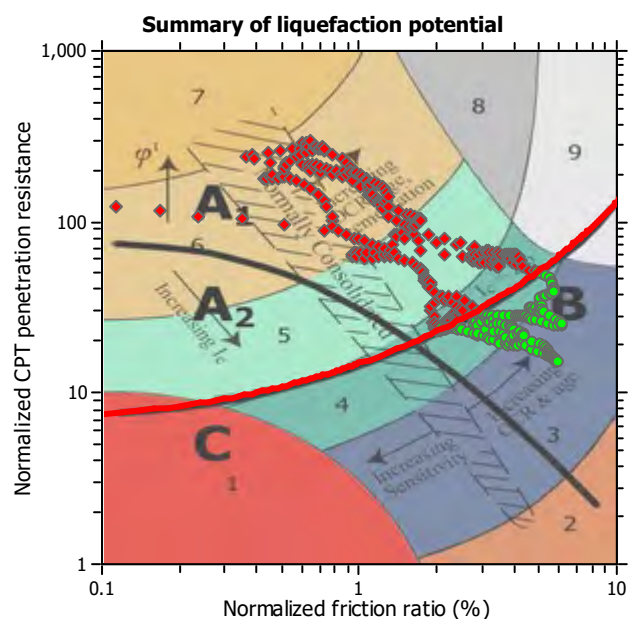 Summary of liquefaction potential
1,000
100
10
1
Normalized CPT penetration resistance
7
8
9
φ'
A1
6
A2
5
B
4
C
1
3
2
Normally Consolidated
Increasing Ic
Increasing
Sensitivity
Increasing
OCR & age
0.1
1
10
Normalized friction ratio (%)